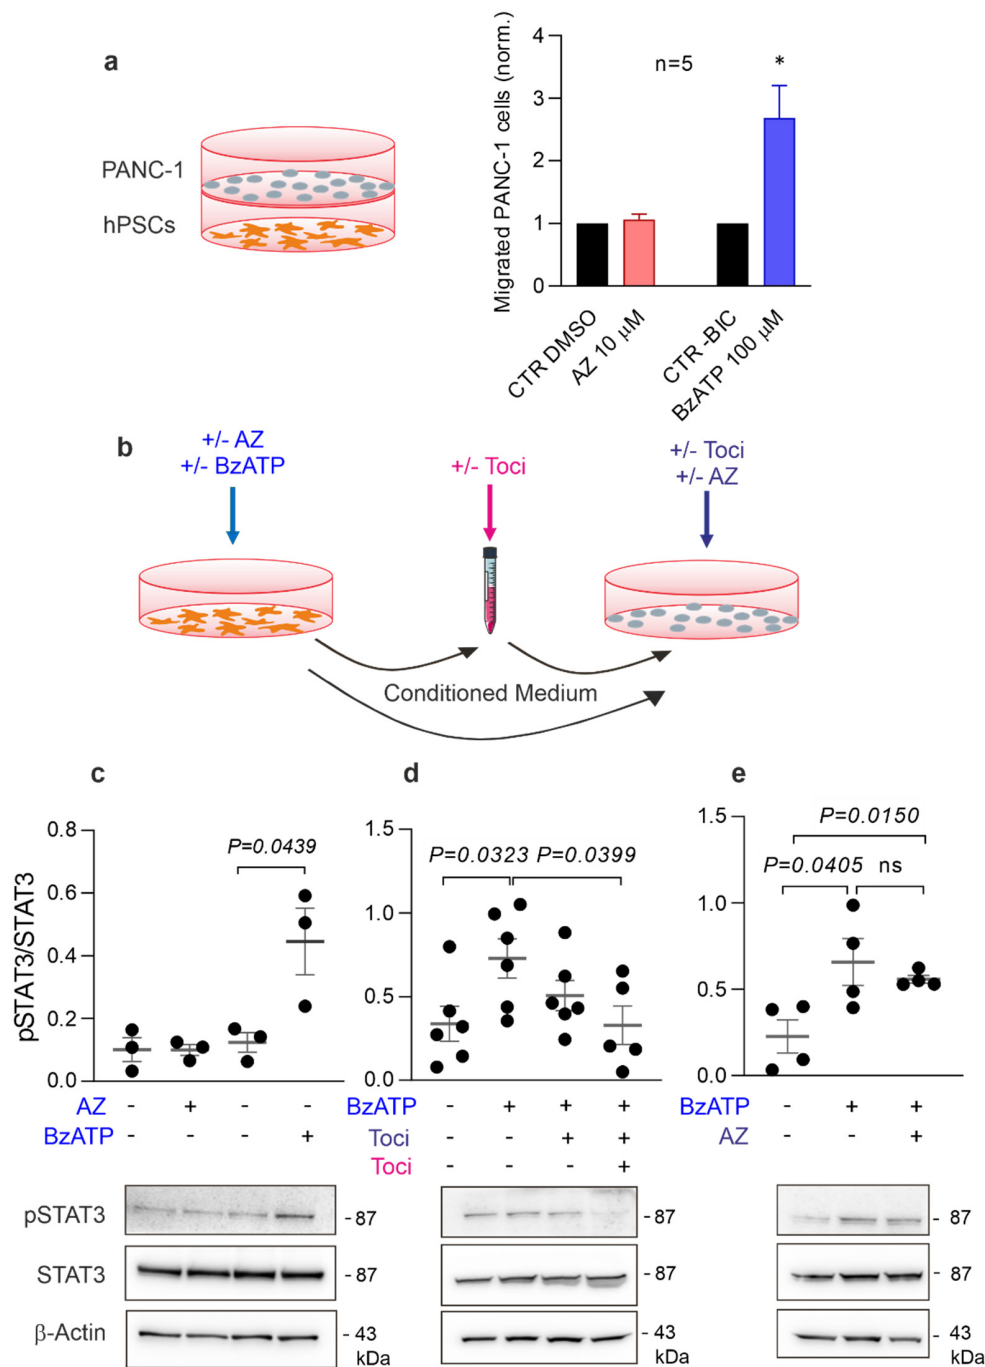 a
PANC-1
hPSCs
Migrated PANC-1 cells (norm.)
4
3
2
1
0
n=5
*
CTR DMSO
AZ 10 μM
CTR -BIC
BzATP 100 μM
b
+/- AZ
+/- BzATP
+/- Toci
+/- Toci
+/- AZ
Conditioned Medium
c
pSTAT3/STAT3
0.8
0.6
0.4
0.2
0.0
P=0.0439
AZ - + - -
BzATP - - - +
pSTAT3 - 87
STAT3 - 87
β-Actin - 43
kDa
d
1.5
1.0
0.5
0.0
P=0.0323 P=0.0399
BzATP - + + +
Toci - - + +
Toci - - - +
- 87
- 87
- 43
kDa
e
1.5
1.0
0.5
0.0
P=0.0150
P=0.0405 ns
BzATP - + +
AZ - - +
- 87
- 87
- 43
kDa